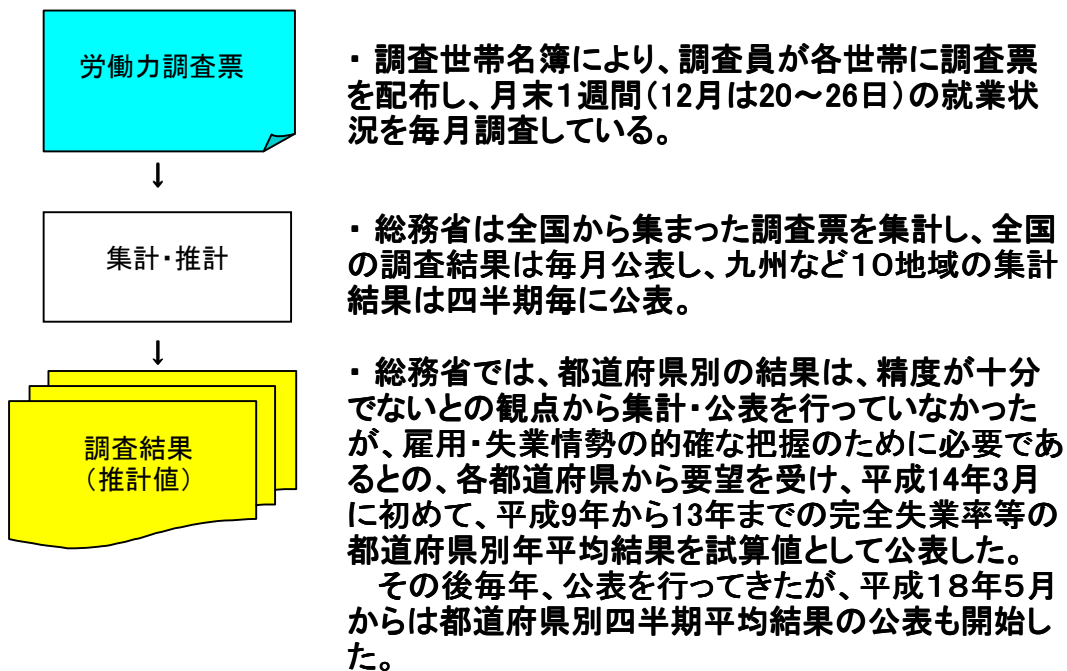 労働力調査票
・ 調査世帯名簿により、調査員が各世帯に調査票
を配布し、月末１週間（12月は20～26日）の就業状
況を毎月調査している。
↓
集計・推計
・ 総務省は全国から集まった調査票を集計し、全国
の調査結果は毎月公表し、九州など１０地域の集計
結果は四半期毎に公表。
↓
調査結果
（推計値）
・ 総務省では、都道府県別の結果は、精度が十分
でないとの観点から集計・公表を行っていなかった
が、雇用・失業情勢の的確な把握のために必要であ
るとの、各都道府県から要望を受け、平成14年3月
に初めて、平成9年から13年までの完全失業率等の
都道府県別年平均結果を試算値として公表した。
　その後毎年、公表を行ってきたが、平成１８年５月
からは都道府県別四半期平均結果の公表も開始し
た。